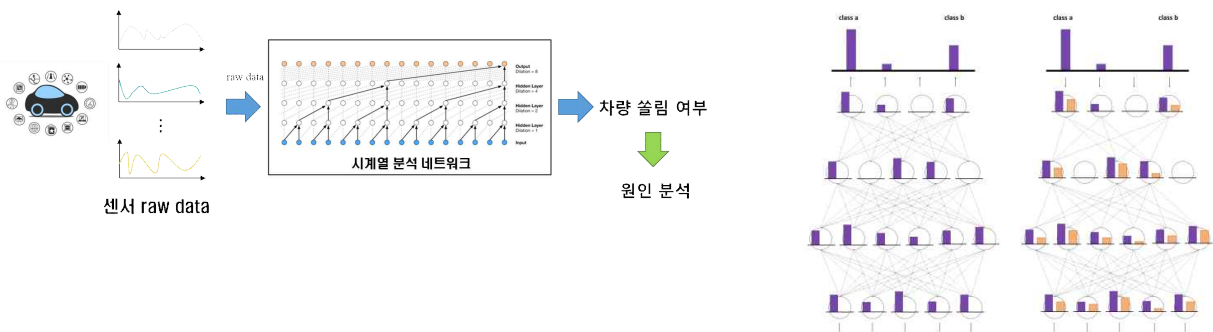 센서 raw data
raw data
Output
Dilation = 8
Hidden Layer
Dilation = 4
Hidden Layer
Dilation = 2
Hidden Layer
Dilation = 1
Input
시계열 분석 네트워크
차량 쏠림 여부
원인 분석
class a
class b
class a
class b